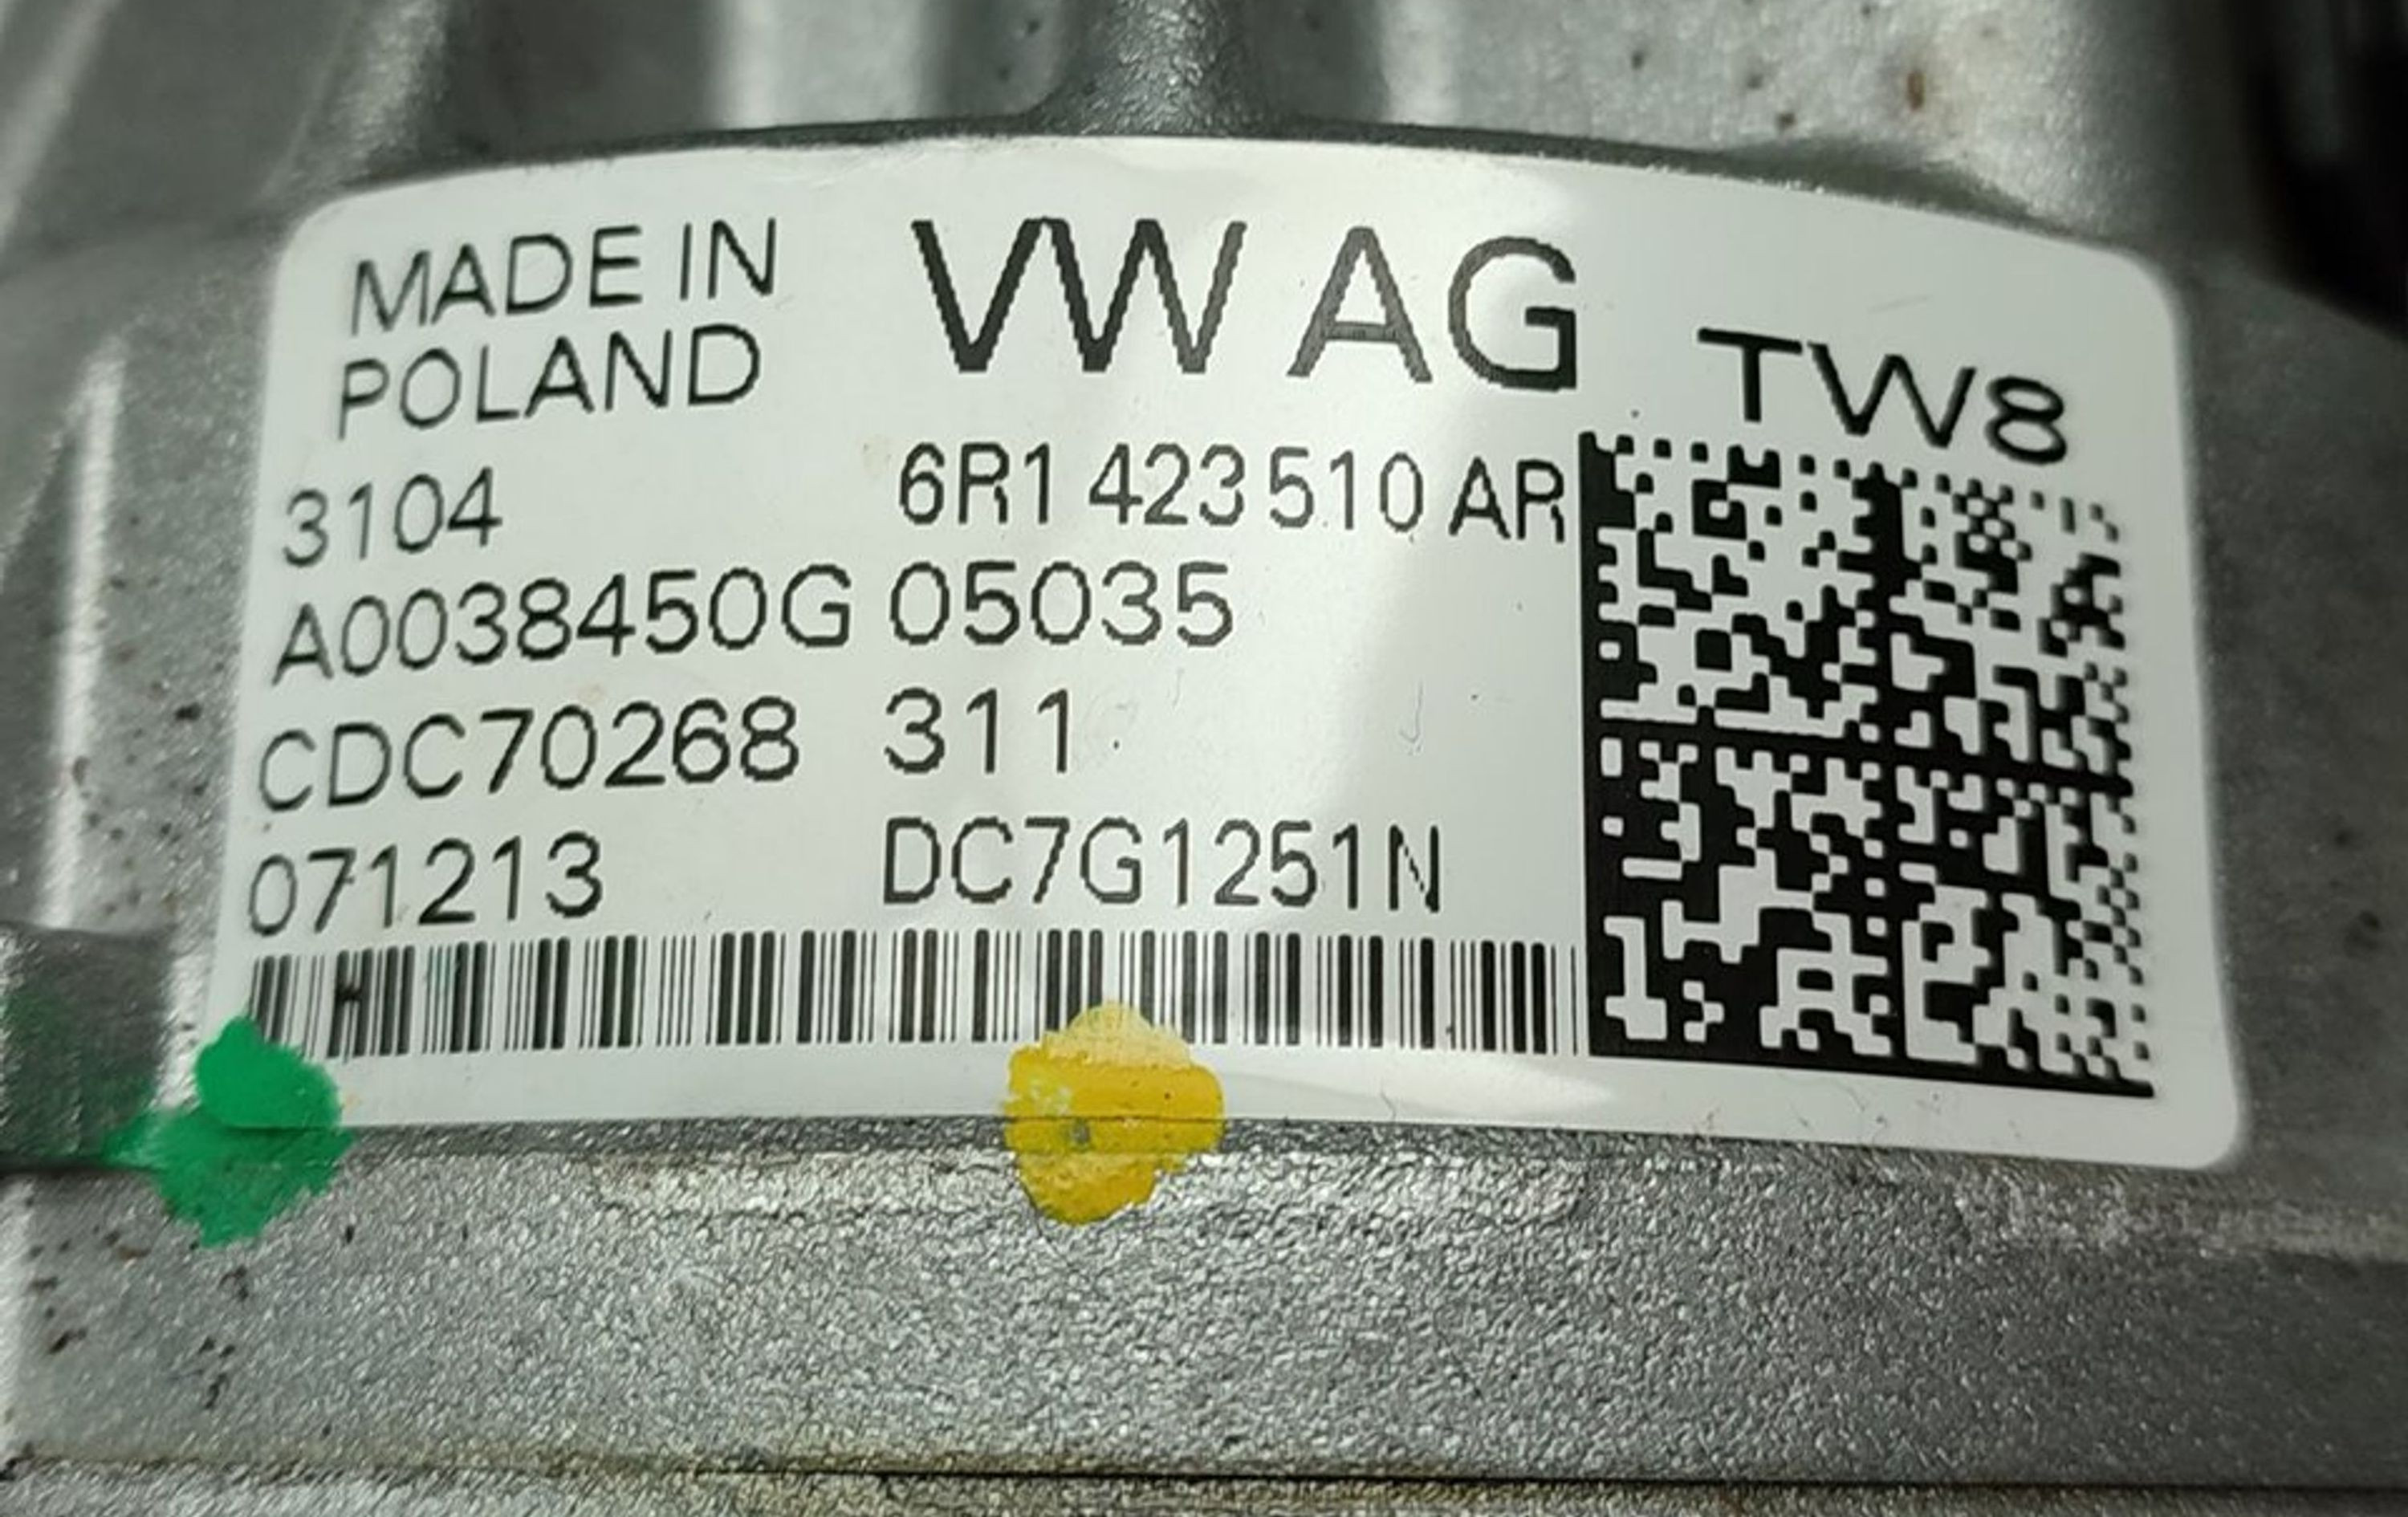 MADE IN VW AG TW8
POLAND
3104 6R1 423 510 AR
A0038450G 05035
CDC70268 311
071213 DC7G1251N